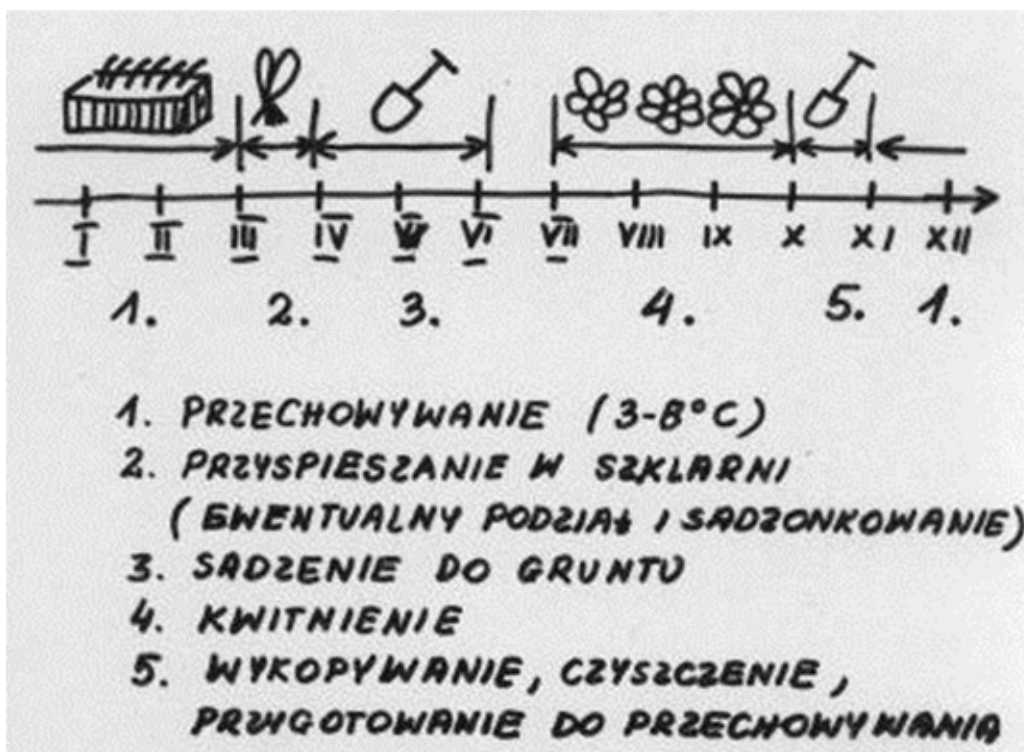 I II III IV V VI VII VIII IX X XI XII
1. 2. 3. 4. 5. 1.
1. PRZECHOWYWANIE (3-8°C)
2. PRZYSPIESZANIE W SZKLARNI
(EWENTUALNY PODZIAŁ I SADZONKOWANIE)
3. SADZENIE DO GRUNTU
4. KWITNIENIE
5. WYKOPYWANIE, CZYSZCZENIE,
PRZYGOTOWANIE DO PRZECHOWYWANIA